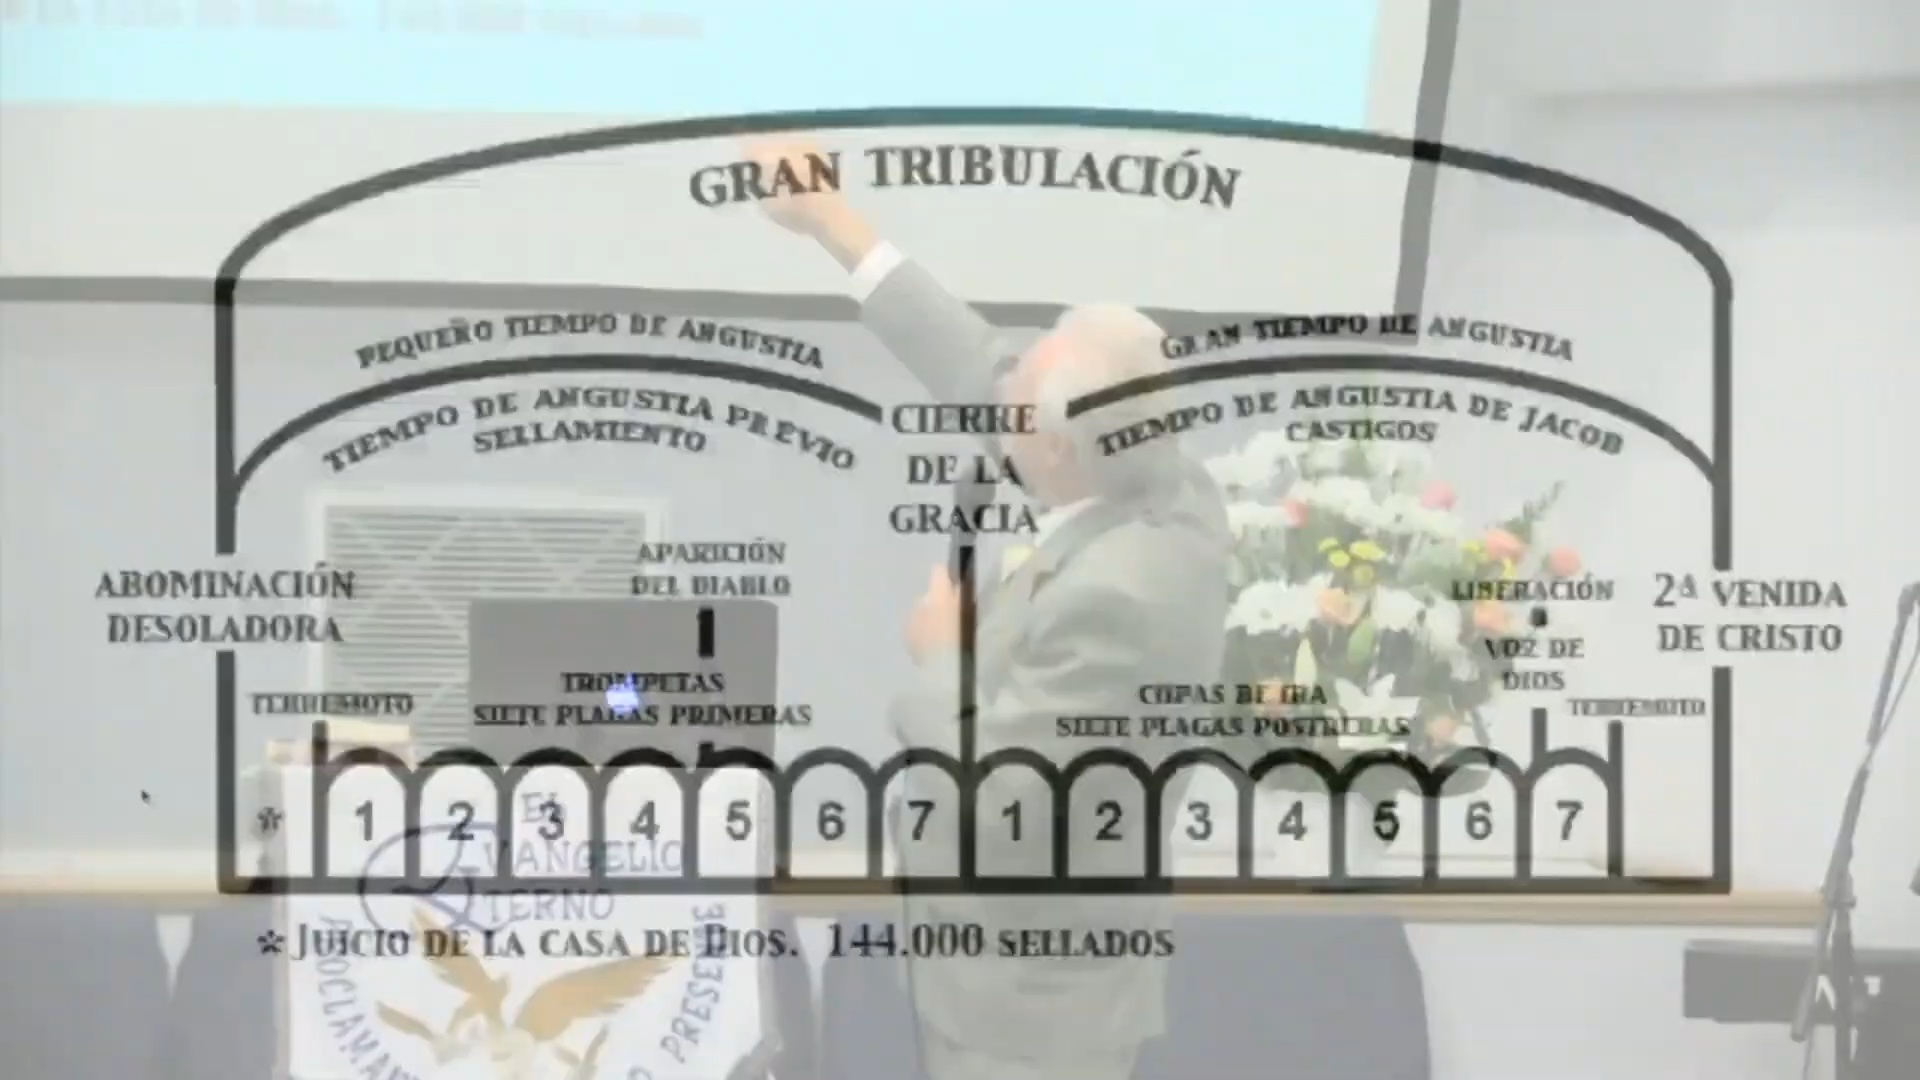 GRAN TRIBULACIÓN
PEQUEÑO TIEMPO DE ANGUSTIA
GRAN TIEMPO DE ANGUSTIA
TIEMPO DE ANGUSTIA PREVIO
SELLAMIENTO
CIERRE
DE LA
GRACIA
TIEMPO DE ANGUSTIA DE JACOB
CASTIGOS
ABOMINACIÓN
DESOLADORA
APARICIÓN
DEL DIABLO
LIBERACIÓN
VOZ DE
DIOS
2ª VENIDA
DE CRISTO
TERREMOTO
TROMPETAS
SIETE PLAGAS PRIMERAS
COPAS DE IRA
SIETE PLAGAS POSTRERAS
TERREMOTO
* 1 2 3 4 5 6 7 1 2 3 4 5 6 7
* JUICIO DE LA CASA DE DIOS. 144.000 SELLADOS
EL
EVANGELIO
ETERNO